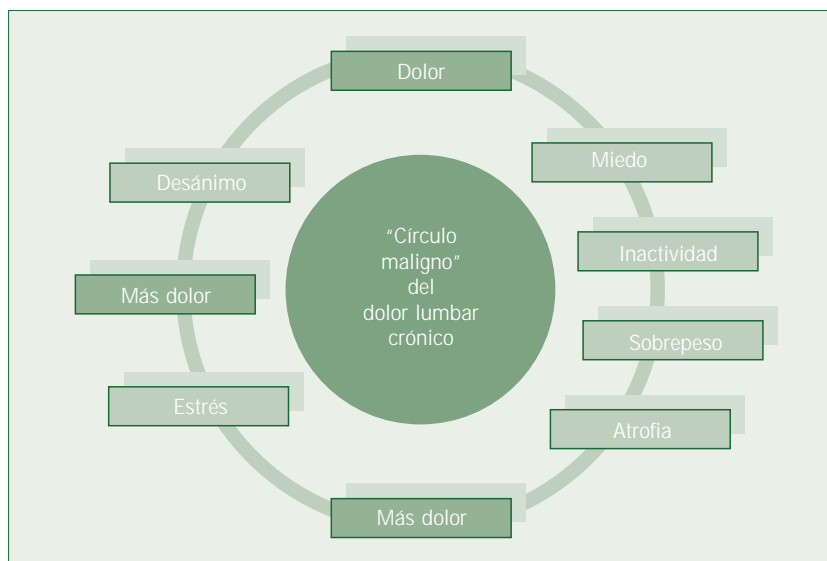 Dolor
Miedo
Inactividad
Sobrepeso
Atrofia
Más dolor
Estrés
Más dolor
Desánimo
“Círculo
maligno”
del
dolor lumbar
crónico